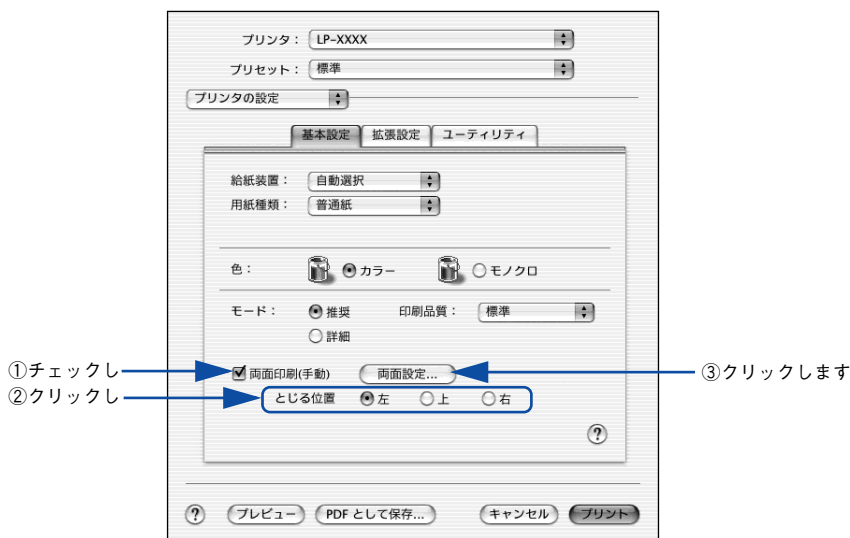 プリンタ： LP-XXXX
プリセット： 標準
プリンタの設定
基本設定 拡張設定 ユーティリティ
給紙装置： 自動選択
用紙種類： 普通紙
色： カラー モノクロ
モード： 推奨 印刷品質： 標準
詳細
①チェックし 両面印刷(手動) 両面設定... ③クリックします
②クリックし とじる位置 左 上 右
?
? プレビュー PDF として保存... キャンセル プリント